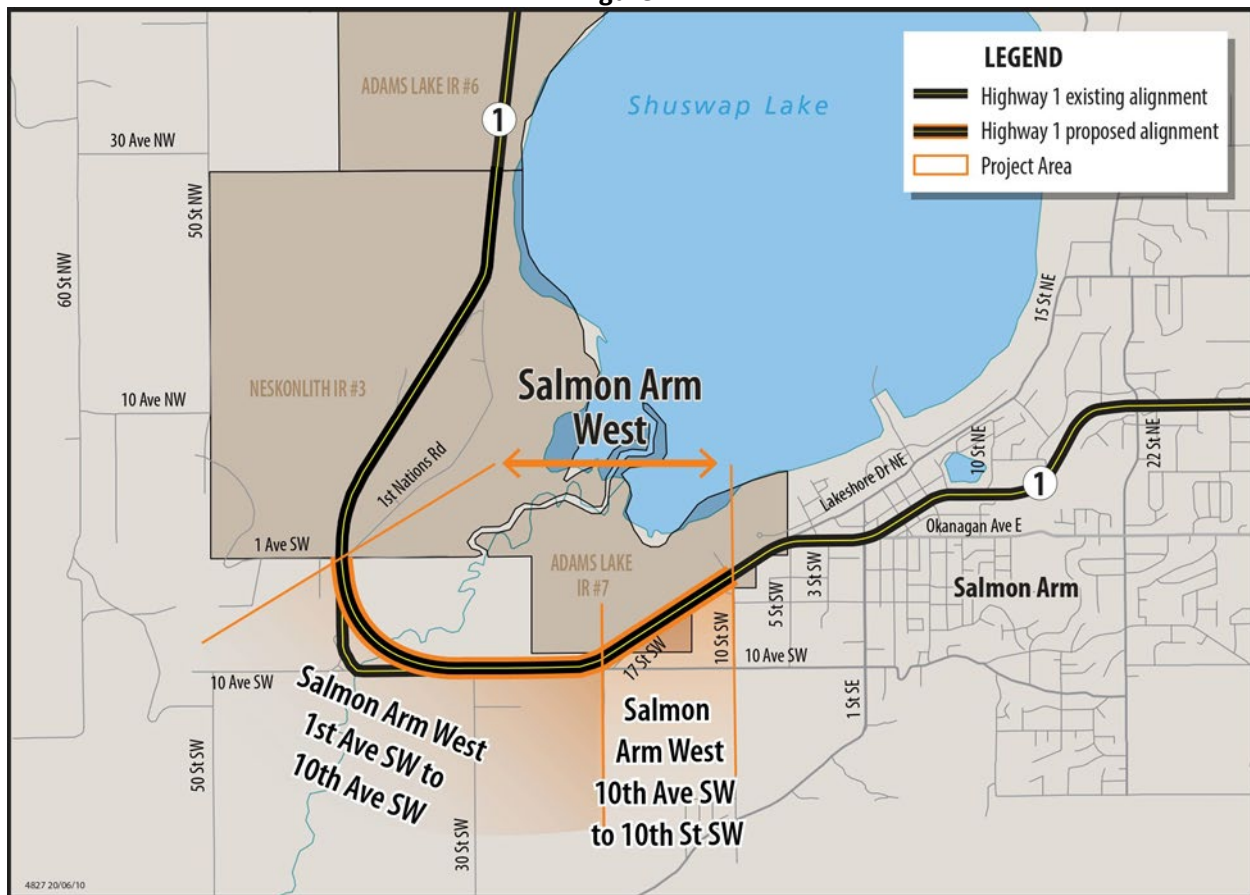 LEGEND
Highway 1 existing alignment
Highway 1 proposed alignment
Project Area
ADAMS LAKE IR #6
1
Shuswap Lake
30 Ave NW
50 St NW
60 St NW
15 St NE
NESKONLITH IR #3
10 Ave NW
Salmon Arm
West
1st Nations Rd
Lakeshore Dr NE
10 St NE
22 St NE
1
Okanagan Ave E
1 Ave SW
ADAMS LAKE
IR #7
3 St SW
5 St SW
Salmon Arm
10 St SW
17 St SW
10 Ave SW
10 Ave SW
1 St SE
Salmon Arm West
1st Ave SW to
10th Ave SW
Salmon
Arm West
10th Ave SW
to 10th St SW
50 St SW
30 St SW
4827 20/06/10